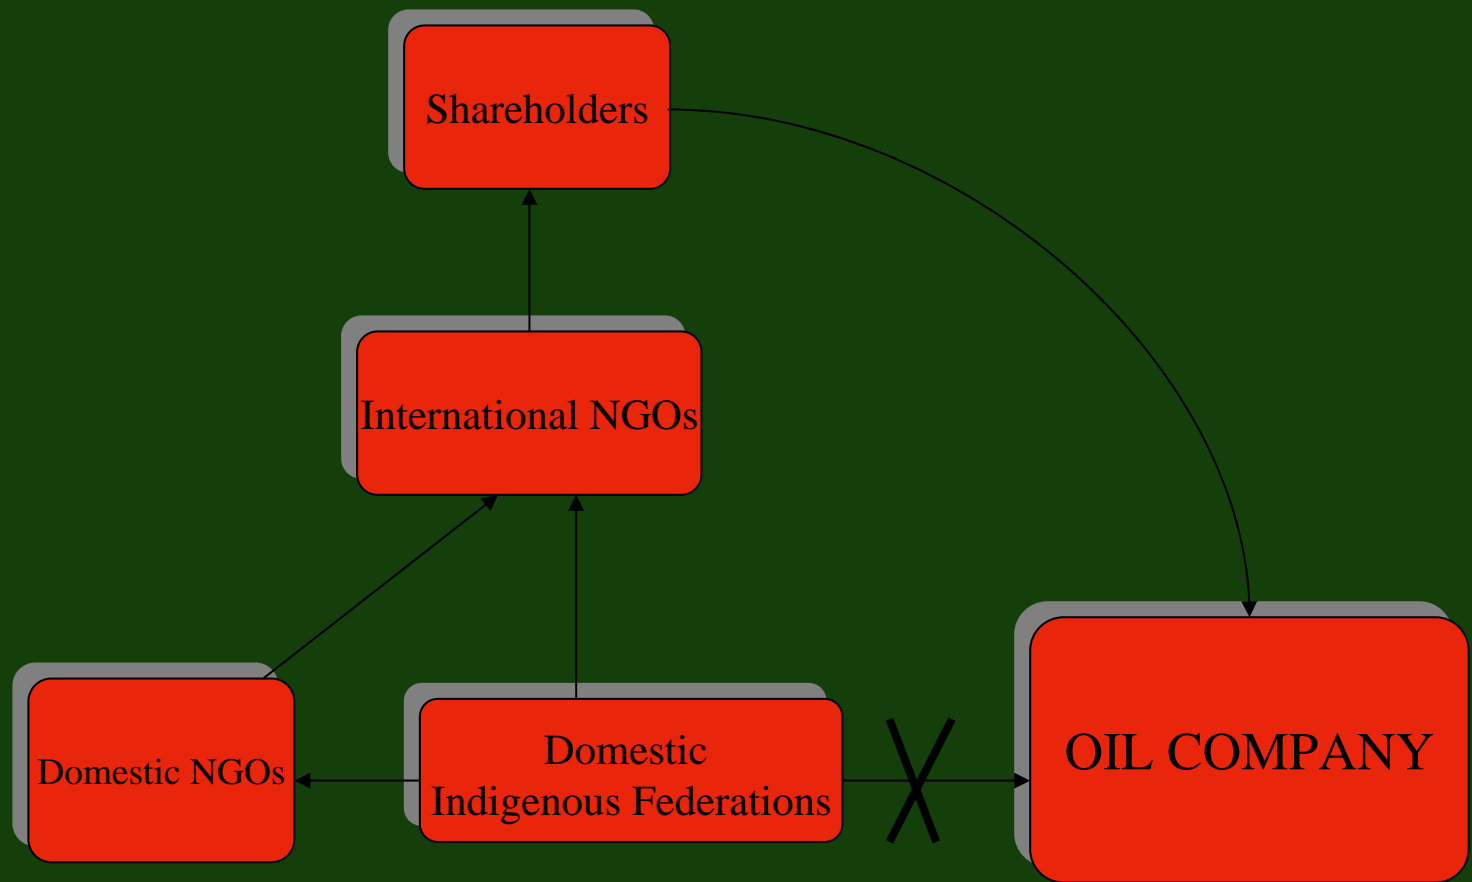 Shareholders
International NGOs
Domestic NGOs
Domestic
Indigenous Federations
OIL COMPANY